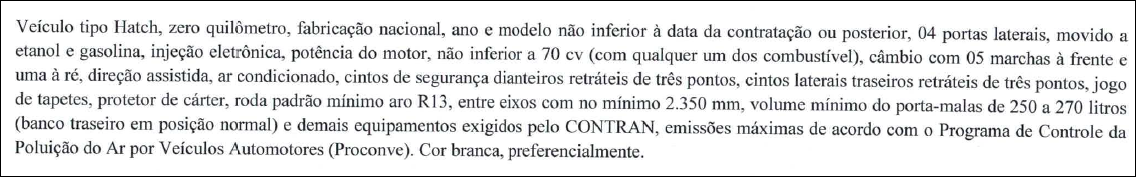 Veículo tipo Hatch, zero quilômetro, fabricação nacional, ano e modelo não inferior à data da contratação ou posterior, 04 portas laterais, movido a
etanol e gasolina, injeção eletrônica, potência do motor, não inferior a 70 cv (com qualquer um dos combustível), câmbio com 05 marchas à frente e
uma à ré, direção assistida, ar condicionado, cintos de segurança dianteiros retráteis de três pontos, cintos laterais traseiros retráteis de três pontos, jogo
de tapetes, protetor de cárter, roda padrão mínimo aro R13, entre eixos com no mínimo 2.350 mm, volume mínimo do porta-malas de 250 a 270 litros
(banco traseiro em posição normal) e demais equipamentos exigidos pelo CONTRAN, emissões máximas de acordo com o Programa de Controle da
Poluição do Ar por Veículos Automotores (Proconve). Cor branca, preferencialmente.